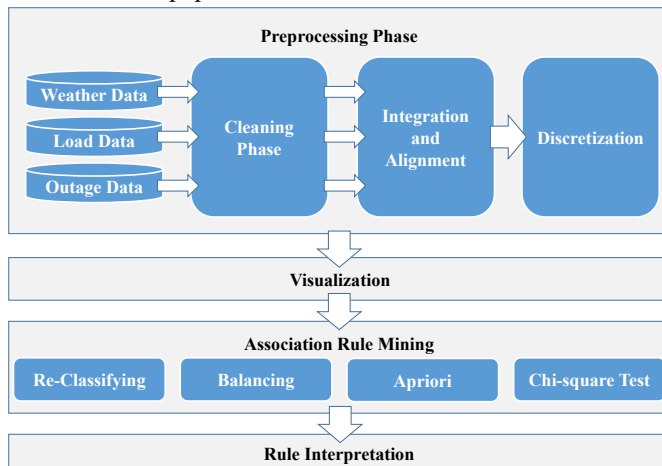 Preprocessing Phase
Weather Data
Load Data
Outage Data
Cleaning
Phase
Integration
and
Alignment
Discretization
Visualization
Association Rule Mining
Re-Classifying
Balancing
Apriori
Chi-square Test
Rule Interpretation